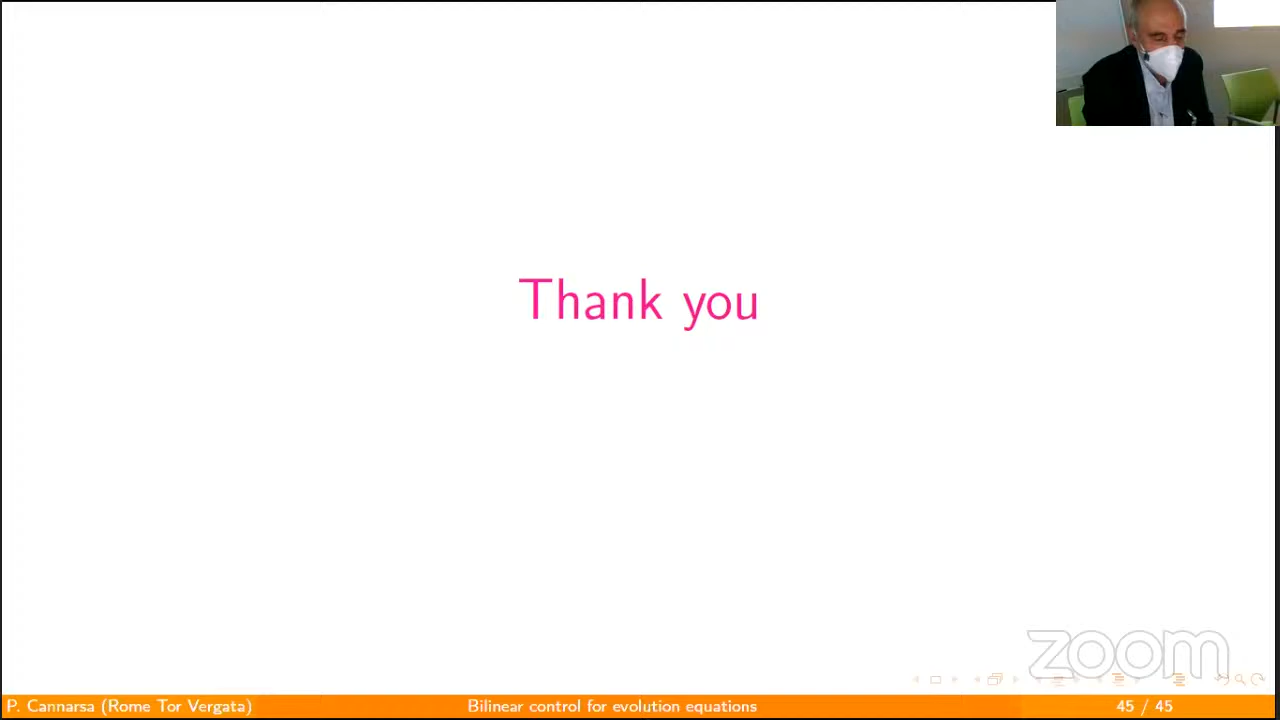 Thank you
zoom
P. Cannarsa (Rome Tor Vergata)
Bilinear control for evolution equations
45 / 45